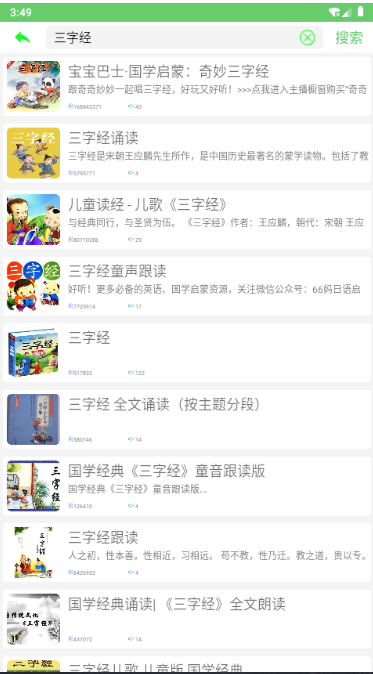 3:49
三字经
搜索
宝宝巴士·国学启蒙：奇妙三字经
跟奇奇妙妙一起唱三字经，好玩又好听！>>>点我进入主播橱窗购买"奇奇
168842371 43
三字经诵读
三字经是宋朝王应麟先生所作，是中国历史最著名的蒙学读物。包括了教
5795771 4
儿童读经 - 儿歌《三字经》
与经典同行，与圣贤为伍。 《三字经》作者：王应麟，朝代：宋朝 王应
80710286 29
三字经童声跟读
好听！更多必备的英语、国学启蒙资源，关注微信公众号：66妈日语启
7725914 17
三字经
917833 122
三字经 全文诵读（按主题分段）
580746 14
国学经典《三字经》童音跟读版
国学经典《三字经》童音跟读版...
126410 4
三字经跟读
人之初，性本善。性相近，习相远。 苟不教，性乃迁。教之道，贵以专。
6426955 4
国学经典诵读|《三字经》全文朗读
437072 14
三字经儿歌 儿童版 国学经典